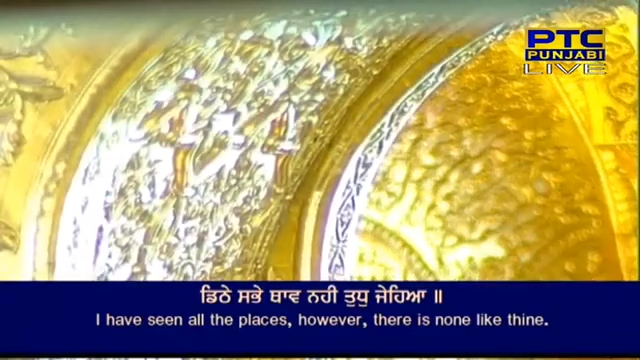 PTC
PUNJABI
LIVE
ਡਿਠੇ ਸਭੇ ਥਾਵ ਨਹੀ ਤੁਧੁ ਜੇਹਿਆ ॥
I have seen all the places, however, there is none like thine.